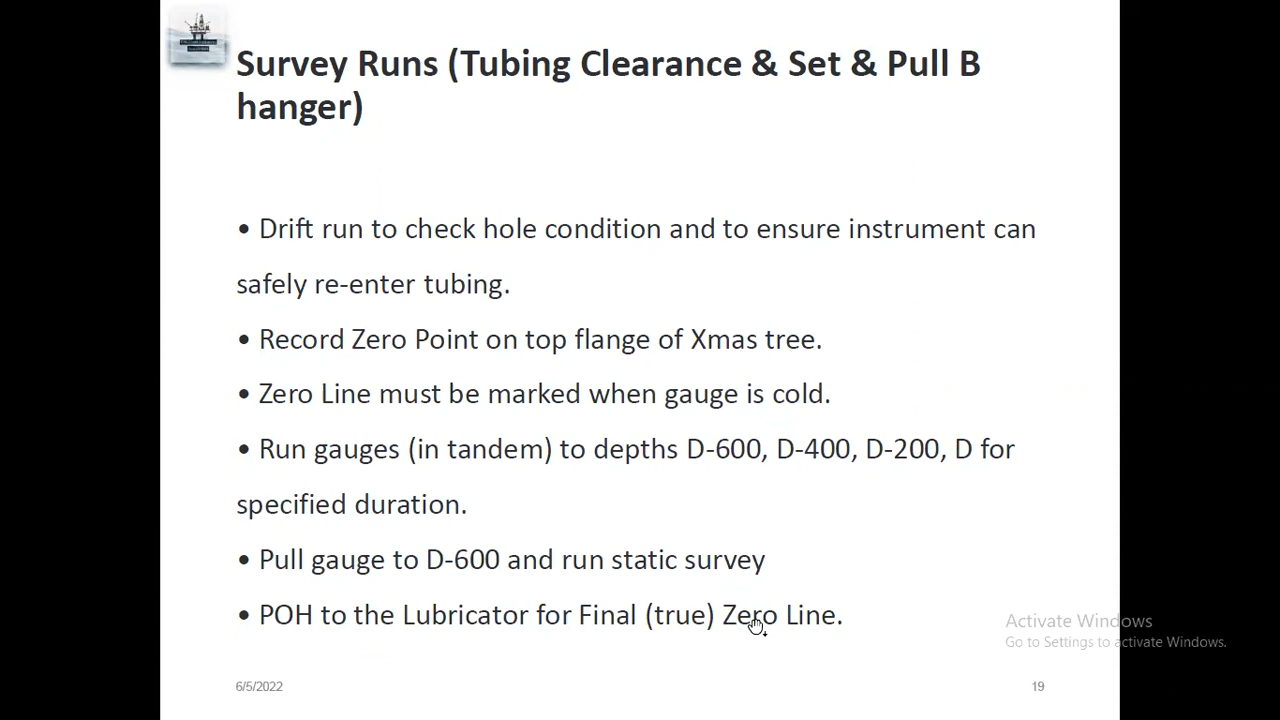 Survey Runs (Tubing Clearance & Set & Pull B
hanger)
• Drift run to check hole condition and to ensure instrument can
safely re-enter tubing.
• Record Zero Point on top flange of Xmas tree.
• Zero Line must be marked when gauge is cold.
• Run gauges (in tandem) to depths D-600, D-400, D-200, D for
specified duration.
• Pull gauge to D-600 and run static survey
• POH to the Lubricator for Final (true) Zero Line.
Activate Windows
Go to Settings to activate Windows.
6/5/2022
19